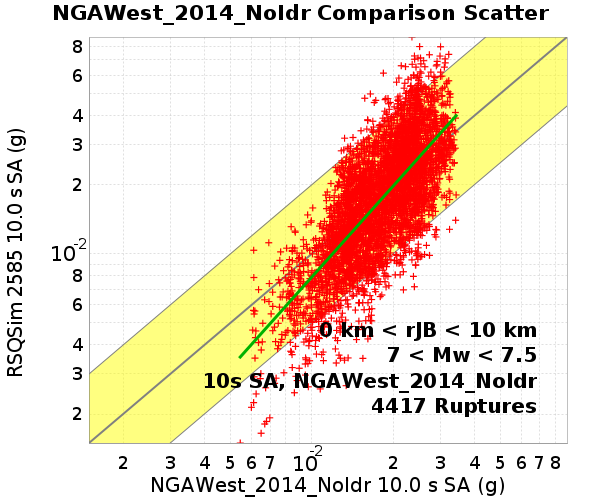 NGAWest_2014_NoIdr Comparison Scatter
8
6
4
3
2
10-2
8
6
4
3
2
RSQSim 2585 10.0 s SA (g)
0 km < rJB < 10 km
7 < Mw < 7.5
10s SA, NGAWest_2014_NoIdr
4417 Ruptures
2 3 4 5 6 7 10-2 2 3 4 5 6 7 8
NGAWest_2014_NoIdr 10.0 s SA (g)